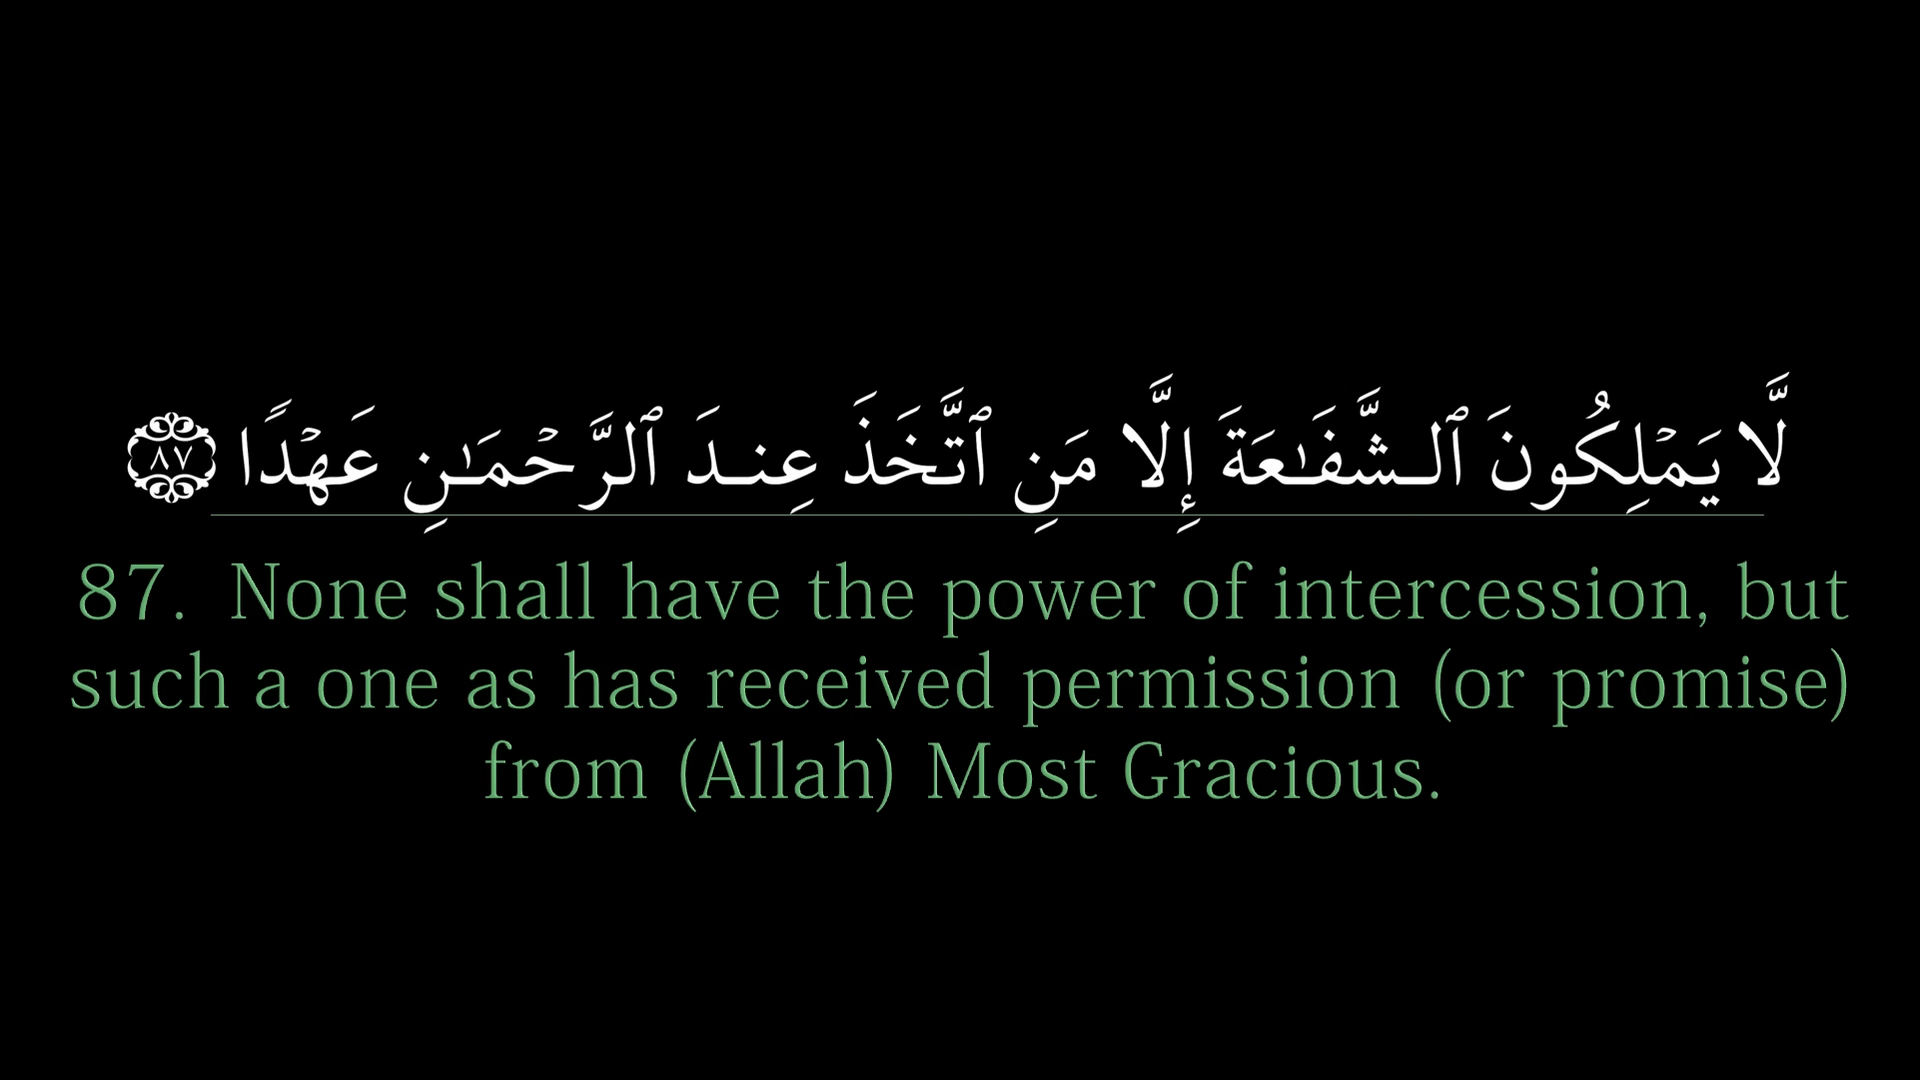 لَّا يَمْلِكُونَ ٱلشَّفَـٰعَةَ إِلَّا مَنِ ٱتَّخَذَ عِندَ ٱلرَّحْمَـٰنِ عَهْدًا ٨٧
87. None shall have the power of intercession, but
such a one as has received permission (or promise)
from (Allah) Most Gracious.